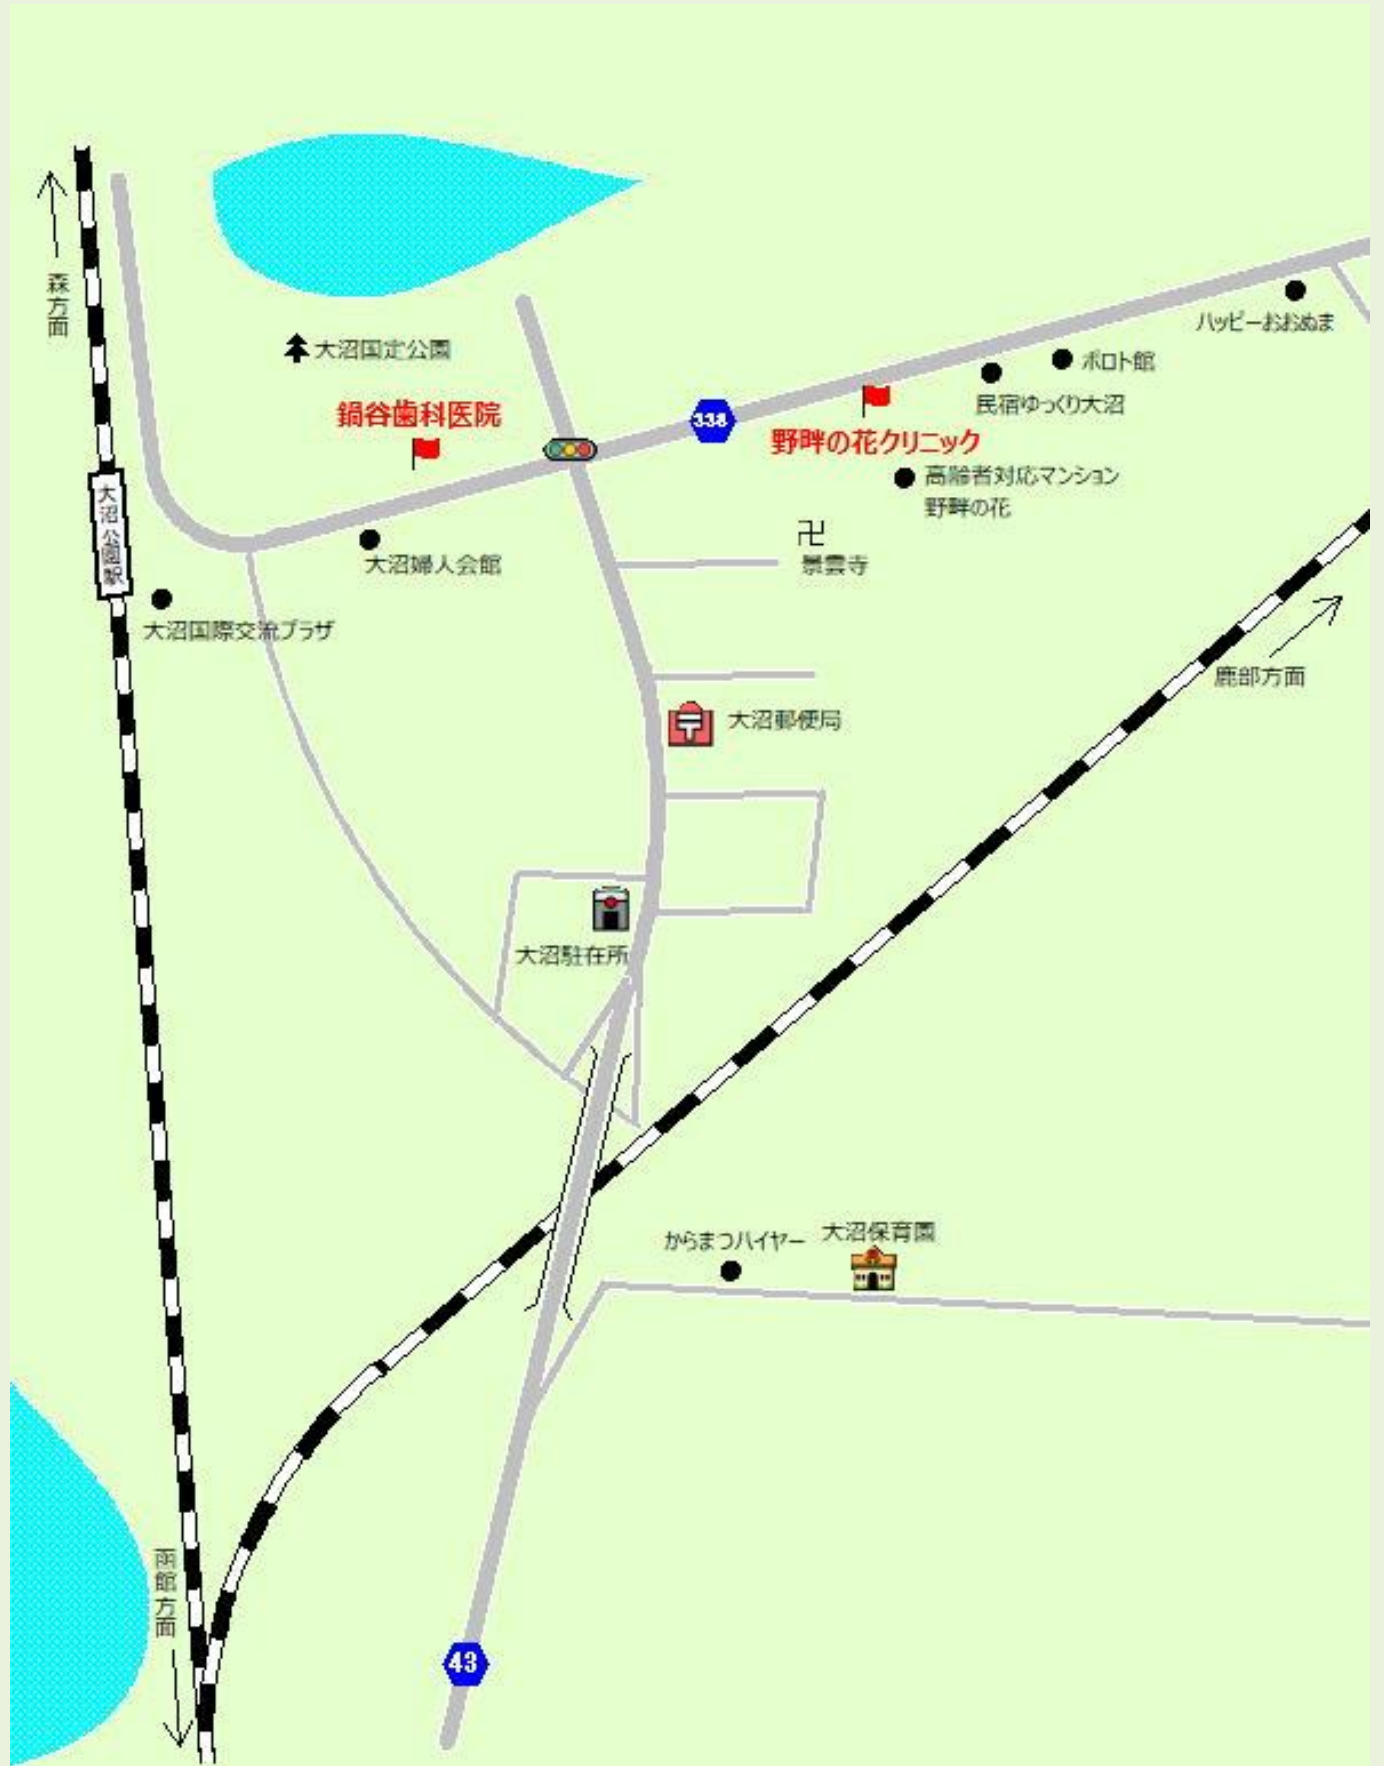 森方面
大沼国定公園
鍋谷歯科医院
338
野畔の花クリニック
ハッピーおおぬま
ポロト館
民宿ゆっくり大沼
高齢者対応マンション
野畔の花
大沼公園駅
大沼婦人会館
卍
景雲寺
大沼国際交流プラザ
鹿部方面
〒
大沼郵便局
大沼駐在所
からまつハイヤー
大沼保育園
函館方面
43